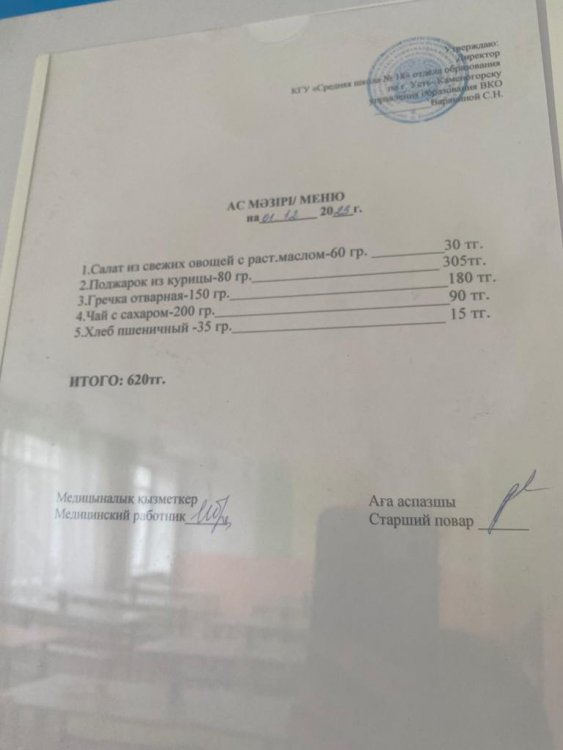 Утверждаю:
Директор
КГУ «Средняя школа № 16» отдела образования
по г. Усть-Каменогорску
управления образования ВКО
С.Н.
АС МӘЗІРІ/ МЕНЮ
на 01 12 2025 г.
1.Салат из свежих овощей с раст.маслом-60 гр. 30 тг.
2.Поджарок из курицы-80 гр. 305тг.
3.Гречка отварная-150 гр. 180 тг.
4.Чай с сахаром-200 гр. 90 тг.
5.Хлеб пшеничный -35 гр. 15 тг.
ИТОГО: 620тг.
Медициналық қызметкер
Медицинский работник
Аға аспазшы
Старший повар